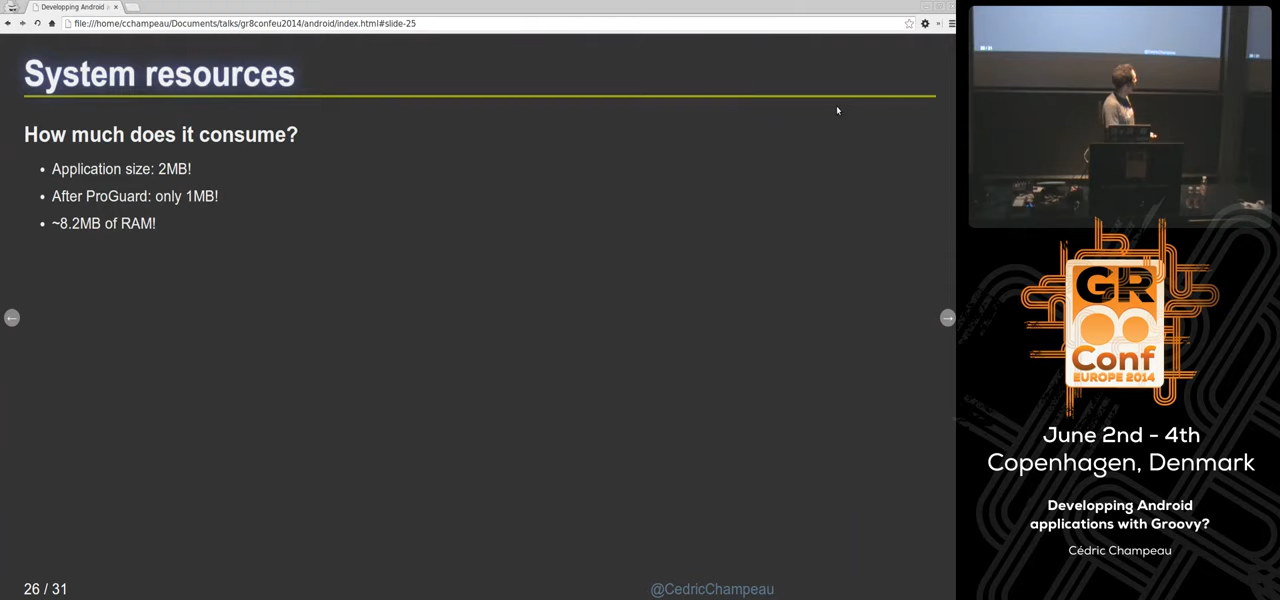 Developping Android a
file:///home/cchampeau/Documents/talks/gr8confeu2014/android/index.html#slide-25
System resources
How much does it consume?
• Application size: 2MB!
• After ProGuard: only 1MB!
• ~8.2MB of RAM!
26 / 31
@CedricChampeau
GR
Conf
EUROPE 2014
June 2nd - 4th
Copenhagen, Denmark
Developping Android
applications with Groovy?
Cédric Champeau